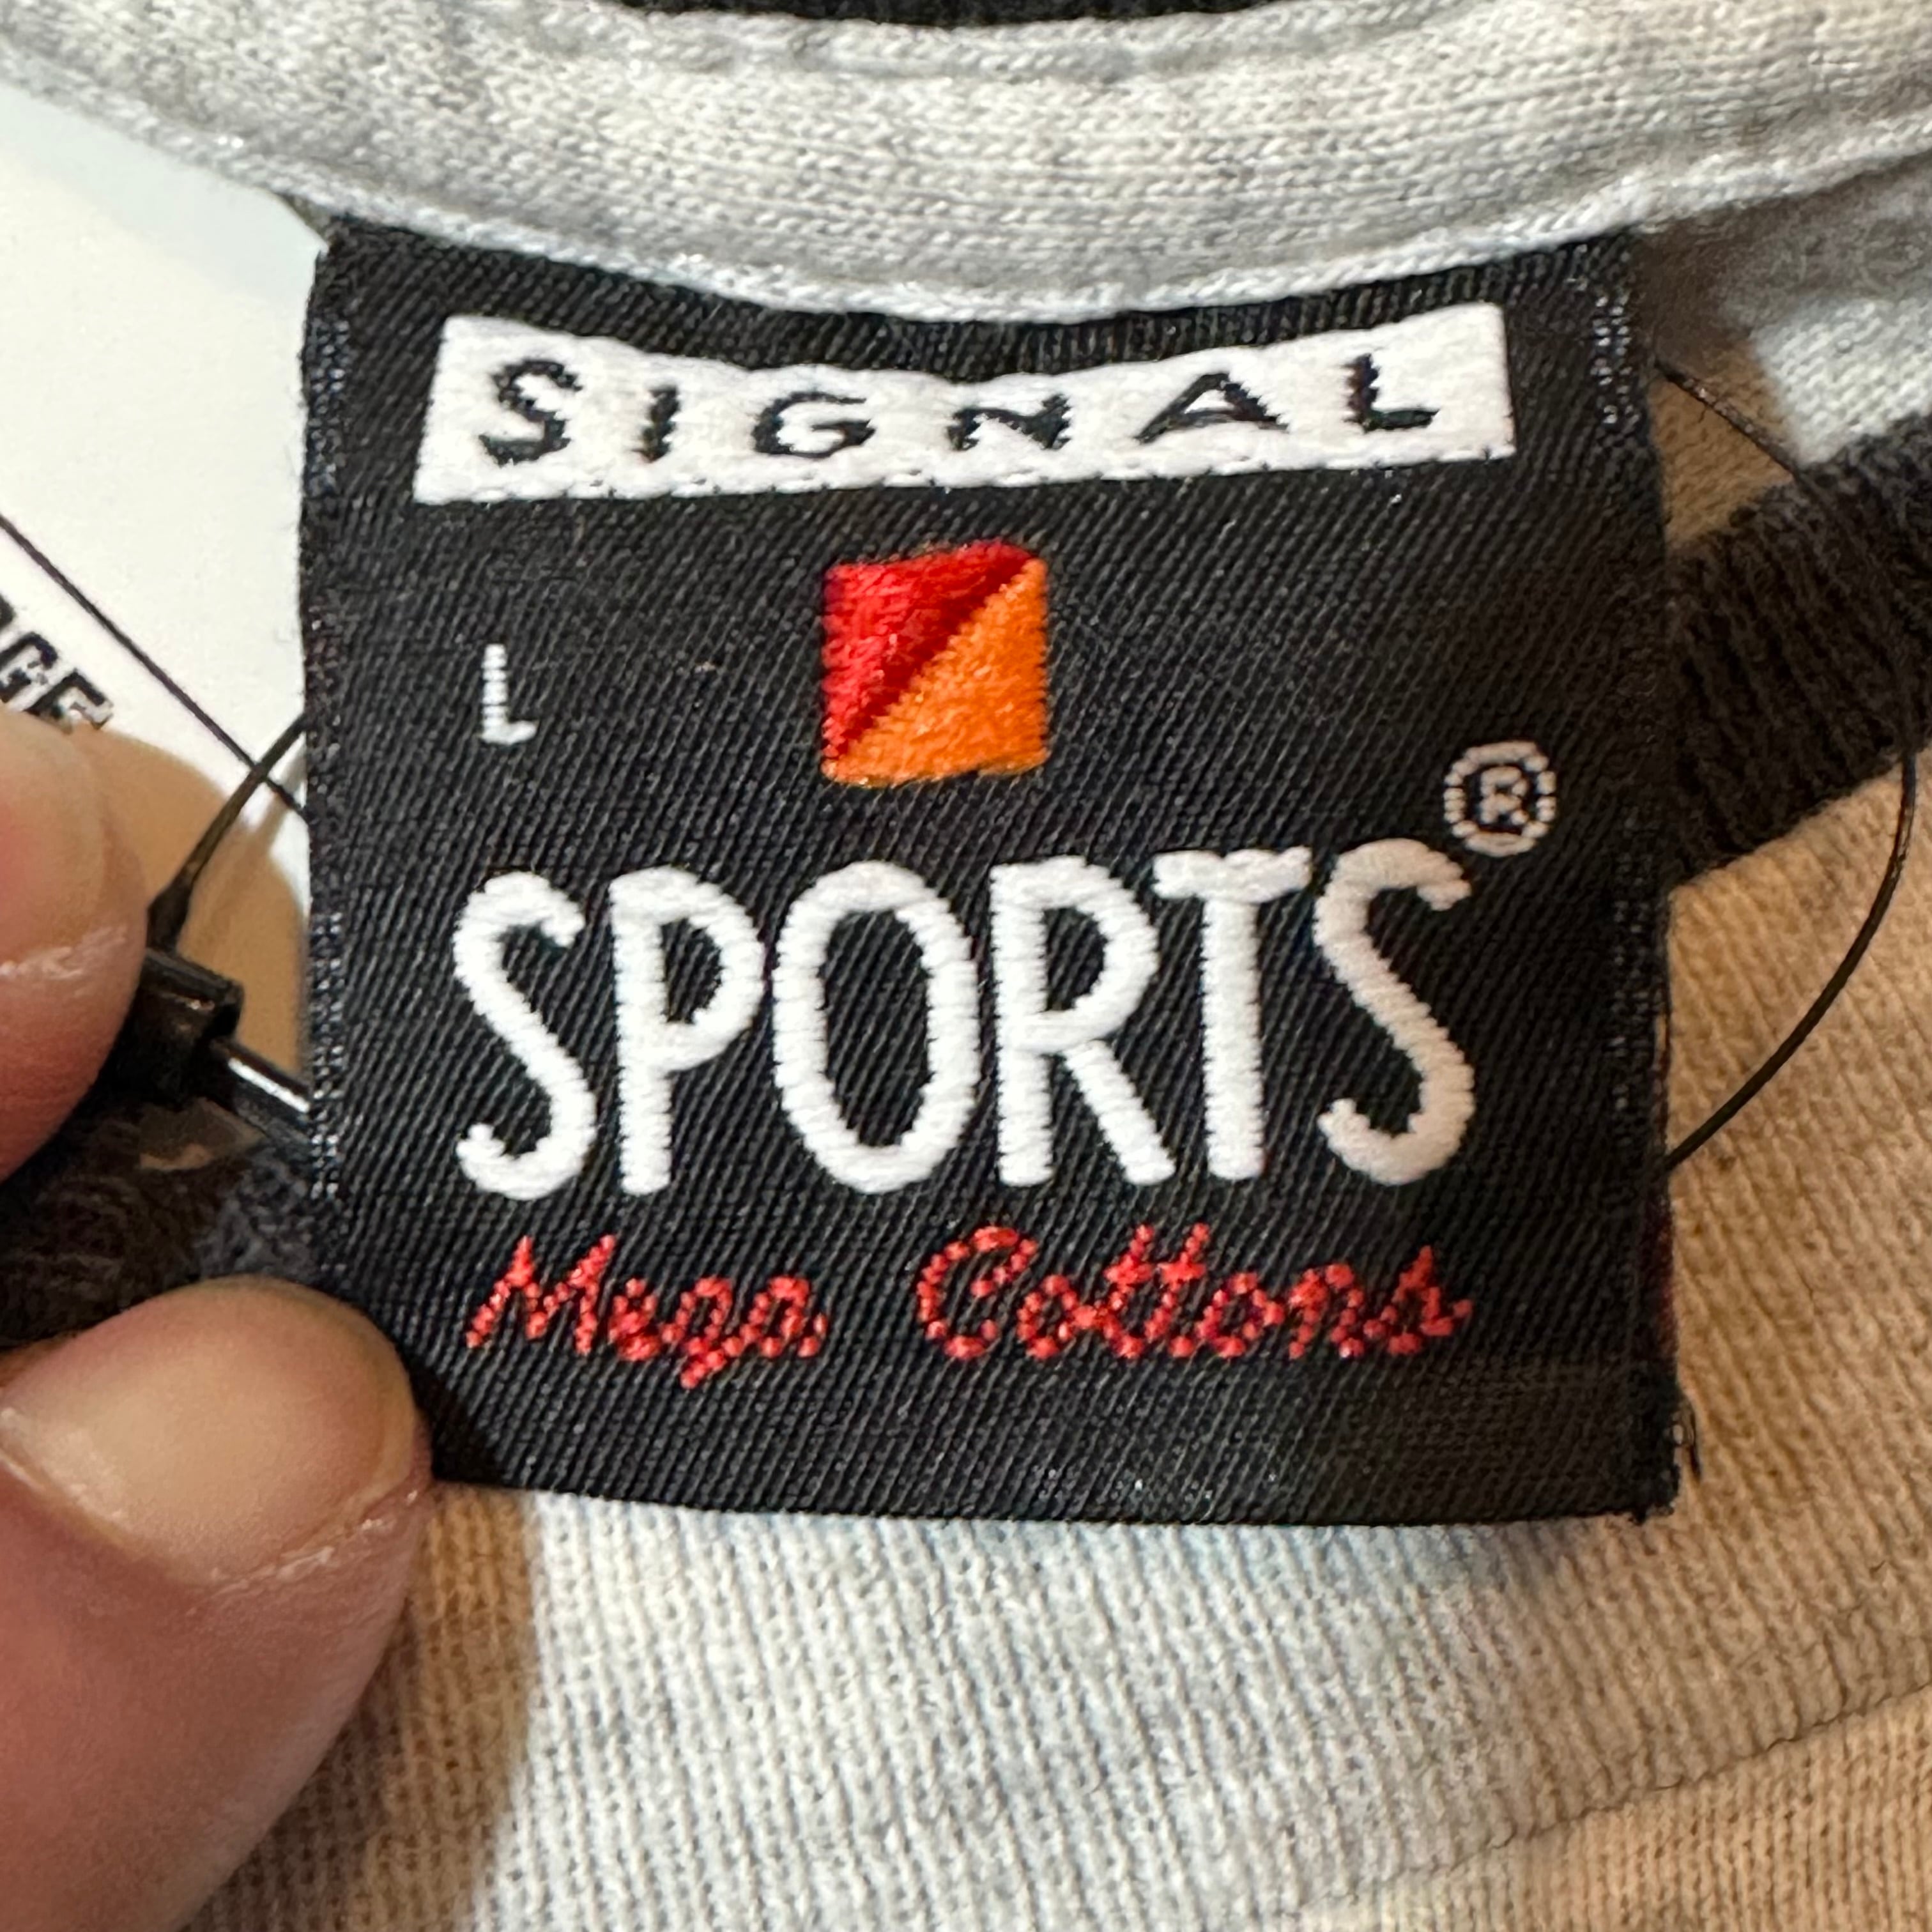 SIGNAL
L
SPORTS®
Mega Cottons